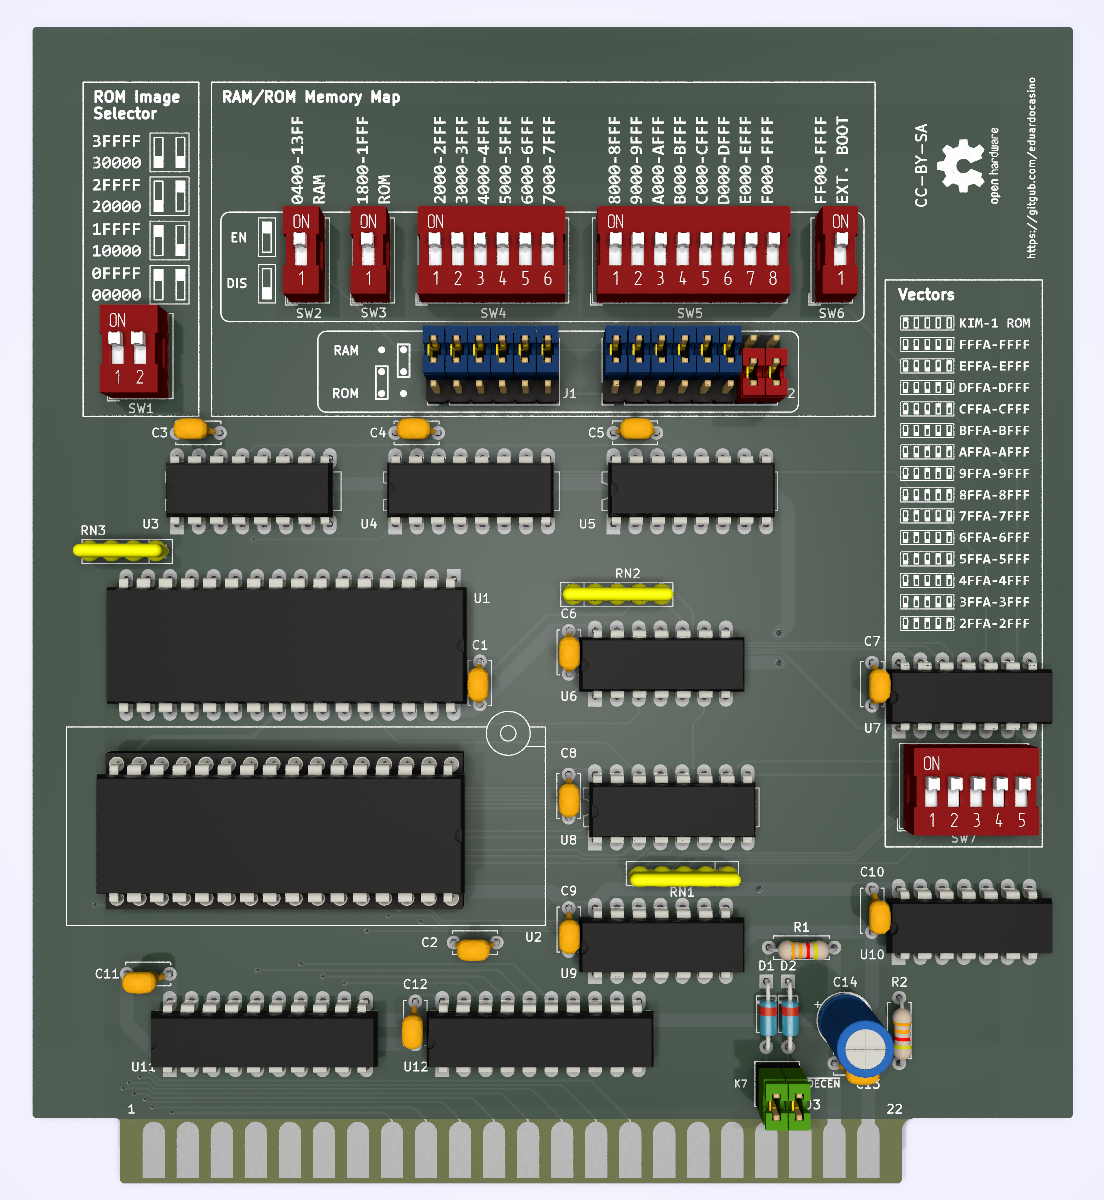 ROM Image
Selector
3FFFF
30000
2FFFF
20000
1FFFF
10000
0FFFF
00000
ON
1 2
SW1
RAM/ROM Memory Map
0400-13FF
RAM
1800-1FFF
ROM
2000-2FFF
3000-3FFF
4000-4FFF
5000-5FFF
6000-6FFF
7000-7FFF
8000-8FFF
9000-9FFF
A000-AFFF
B000-BFFF
C000-CFFF
D000-DFFF
E000-EFFF
F000-FFFF
FF00-FFFF
EXT. BOOT
EN
DIS
ON
1
SW2
ON
1
SW3
ON
1 2 3 4 5 6
SW4
ON
1 2 3 4 5 6 7 8
SW5
ON
1
SW6
RAM
ROM
J1
2
CC-BY-SA
open hardware
https://gitgub.com/eduardocasino
Vectors
KIM-1 ROM
FFFA-FFFF
EFFA-EFFF
DFFA-DFFF
CFFA-CFFF
BFFA-BFFF
AFFA-AFFF
9FFA-9FFF
8FFA-8FFF
7FFA-7FFF
6FFA-6FFF
5FFA-5FFF
4FFA-4FFF
3FFA-3FFF
2FFA-2FFF
C3
C4
C5
U3
U4
U5
RN3
RN2
U1
C6
C1
U6
C7
U7
ON
1 2 3 4 5
SW7
C8
U8
RN1
C10
C9
C2
U2
U9
R1
U10
C11
D1 D2
C12
C14
R2
+
U11
U12
K7
DECEN
C13
J3
1
22